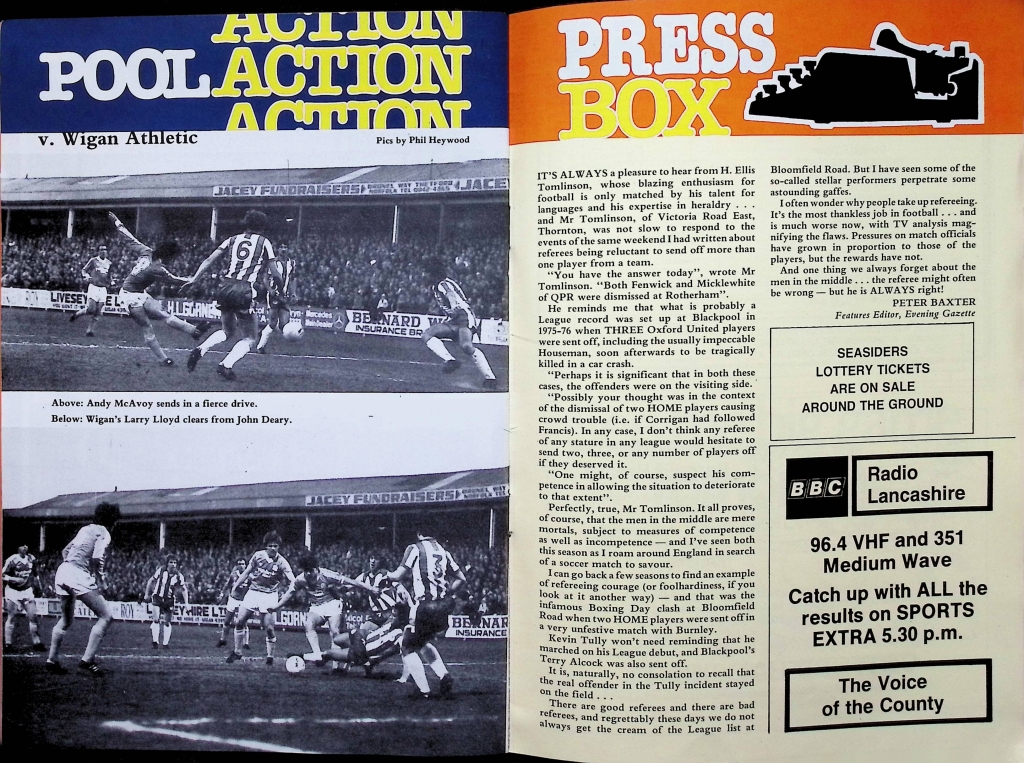 ACTION
POOL ACTION
ACTION
v. Wigan Athletic
Pics by Phil Heywood
JACEY FUNDRAISERS
JACEY
LIVESEY
H.L.GORNE
BERNARD
INSURANCE BR
6
Above: Andy McAvoy sends in a fierce drive.
Below: Wigan's Larry Lloyd clears from John Deary.
JACEY FUNDRAISERS
3
BERNARD
INSURANCE
PRESS
BOX
IT'S ALWAYS a pleasure to hear from H. Ellis
Tomlinson, whose blazing enthusiasm for
football is only matched by his talent for
languages and his expertise in heraldry . . .
and Mr Tomlinson, of Victoria Road East,
Thornton, was not slow to respond to the
events of the same weekend I had written about
referees being reluctant to send off more than
one player from a team.
"You have the answer today", wrote Mr
Tomlinson. "Both Fenwick and Micklewhite
of QPR were dismissed at Rotherham".
He reminds me that what is probably a
League record was set up at Blackpool in
1975-76 when THREE Oxford United players
were sent off, including the usually impeccable
Houseman, soon afterwards to be tragically
killed in a car crash.
"Perhaps it is significant that in both these
cases, the offenders were on the visiting side.
"Possibly your thought was in the context
of the dismissal of two HOME players causing
crowd trouble (i.e. if Corrigan had followed
Francis). In any case, I don't think any referee
of any stature in any league would hesitate to
send two, three, or any number of players off
if they deserved it.
"One might, of course, suspect his com-
petence in allowing the situation to deteriorate
to that extent".
Perfectly, true, Mr Tomlinson. It all proves,
of course, that the men in the middle are mere
mortals, subject to measures of competence
as well as incompetence — and I've seen both
this season as I roam around England in search
of a soccer match to savour.
I can go back a few seasons to find an example
of refereeing courage (or foolhardiness, if you
look at it another way) — and that was the
infamous Boxing Day clash at Bloomfield
Road when two HOME players were sent off in
a very unfestive match with Burnley.
Kevin Tully won't need reminding that he
marched on his League debut, and Blackpool's
Terry Alcock was also sent off.
It is, naturally, no consolation to recall that
the real offender in the Tully incident stayed
on the field . . .
There are good referees and there are bad
referees, and regrettably these days we do not
always get the cream of the League list at
Bloomfield Road. But I have seen some of the
so-called stellar performers perpetrate some
astounding gaffes.
I often wonder why people take up refereeing.
It's the most thankless job in football . . . and
is much worse now, with TV analysis mag-
nifying the flaws. Pressures on match officials
have grown in proportion to those of the
players, but the rewards have not.
And one thing we always forget about the
men in the middle . . . the referee might often
be wrong — but he is ALWAYS right!
PETER BAXTER
Features Editor, Evening Gazette
SEASIDERS
LOTTERY TICKETS
ARE ON SALE
AROUND THE GROUND
BBC
Radio
Lancashire
96.4 VHF and 351
Medium Wave
Catch up with ALL the
results on SPORTS
EXTRA 5.30 p.m.
The Voice
of the County